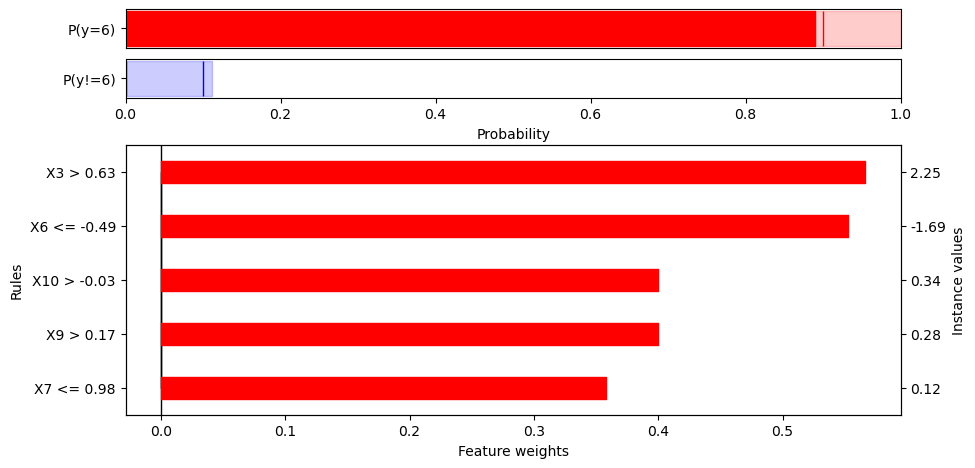 P(y=6)
P(y!=6)
0.0 0.2 0.4 0.6 0.8 1.0
Probability
X3 > 0.63 2.25
X6 <= -0.49 -1.69
X10 > -0.03 0.34
X9 > 0.17 0.28
X7 <= 0.98 0.12
Rules
Instance values
0.0 0.1 0.2 0.3 0.4 0.5
Feature weights